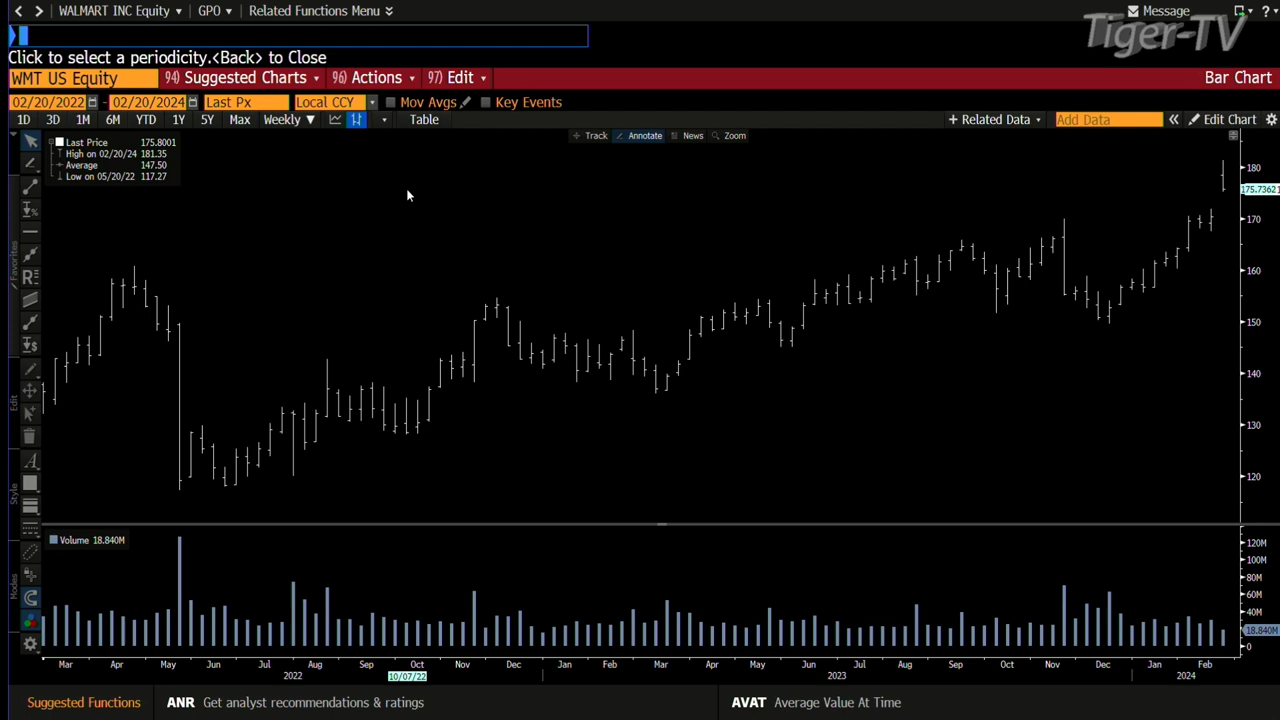 WALMART INC Equity GPO Related Functions Menu Message ?
Tiger-TV
Click to select a periodicity.<Back> to Close
WMT US Equity 94) Suggested Charts 96) Actions 97) Edit Bar Chart
02/20/2022 - 02/20/2024 Last Px Local CCY Mov Avgs Key Events
1D 3D 1M 6M YTD 1Y 5Y Max Weekly ▼ Table + Related Data Add Data « Edit Chart
Track Annotate News Zoom
Last Price 175.8001
High on 02/20/24 181.35
Average 147.50
Low on 05/20/22 117.27
180
175.7362
170
160
150
140
130
120
Favorites
Edit
Style
Modes
Volume 18.840M
120M
100M
80M
60M
40M
18.840M
0
Mar Apr May Jun Jul Aug Sep Oct Nov Dec Jan Feb Mar Apr May Jun Jul Aug Sep Oct Nov Dec Jan Feb
2022 10/07/22 2023 2024
Suggested Functions ANR Get analyst recommendations & ratings AVAT Average Value At Time